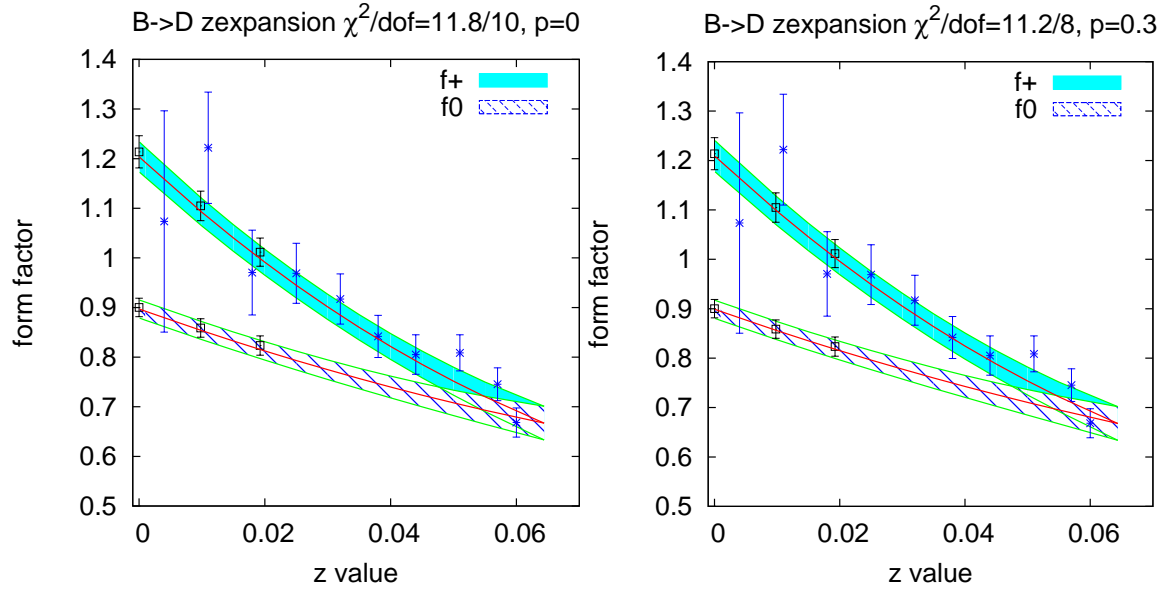 B->D zexpansion χ²/dof=11.8/10, p=0
f+
f0
form factor
1.4
1.3
1.2
1.1
1
0.9
0.8
0.7
0.6
0.5
0
0.02
0.04
0.06
z value
B->D zexpansion χ²/dof=11.2/8, p=0.3
f+
f0
form factor
1.4
1.3
1.2
1.1
1
0.9
0.8
0.7
0.6
0.5
0
0.02
0.04
0.06
z value